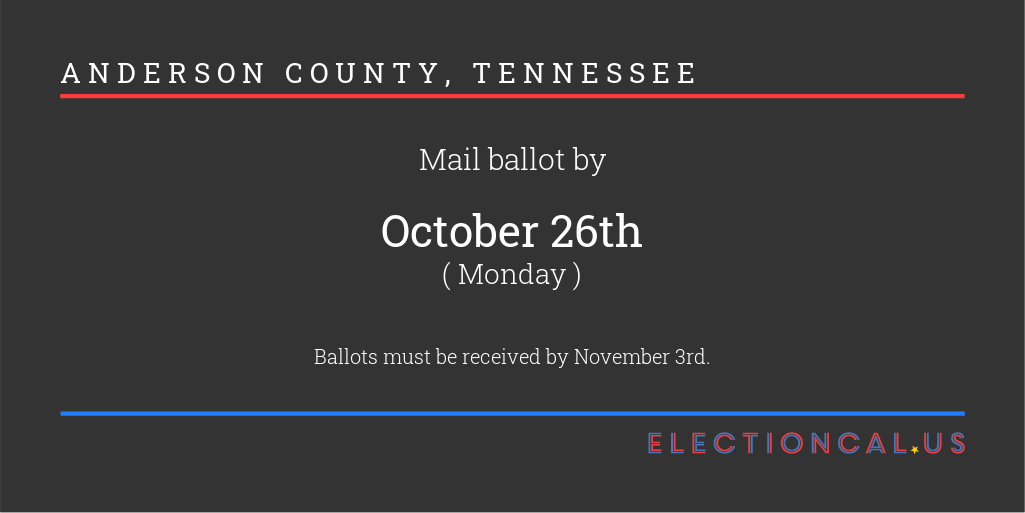 ANDERSON COUNTY, TENNESSEE
Mail ballot by
October 26th
( Monday )
Ballots must be received by November 3rd.
ELECTIONCAL.US